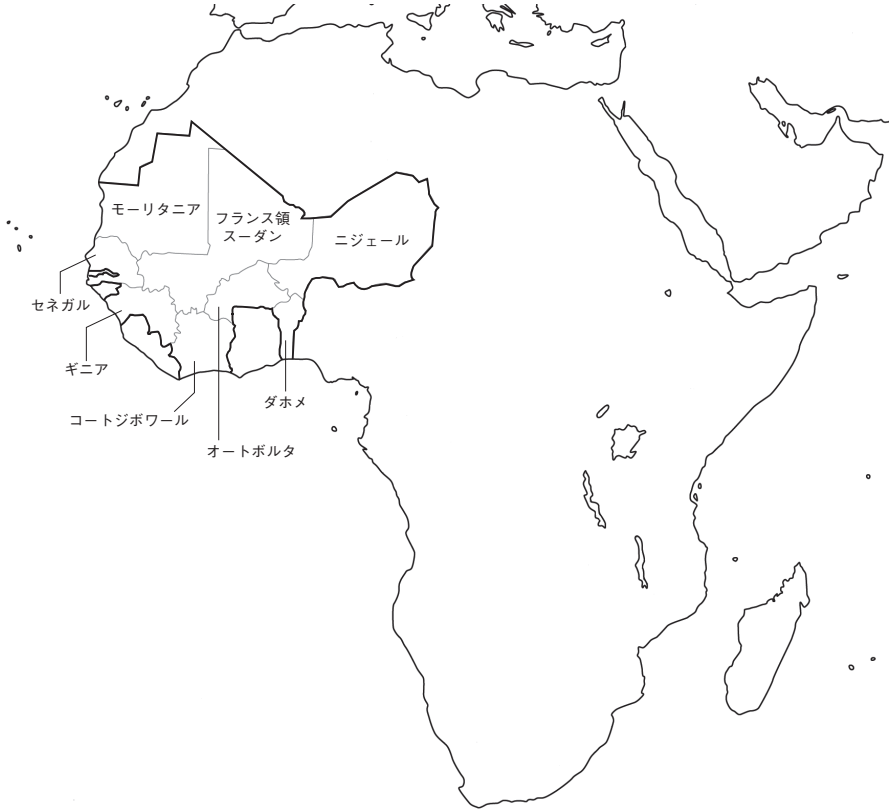 モーリタニア
フランス領
スーダン
ニジェール
セネガル
ギニア
コートジボワール
ダホメ
オートボルタ